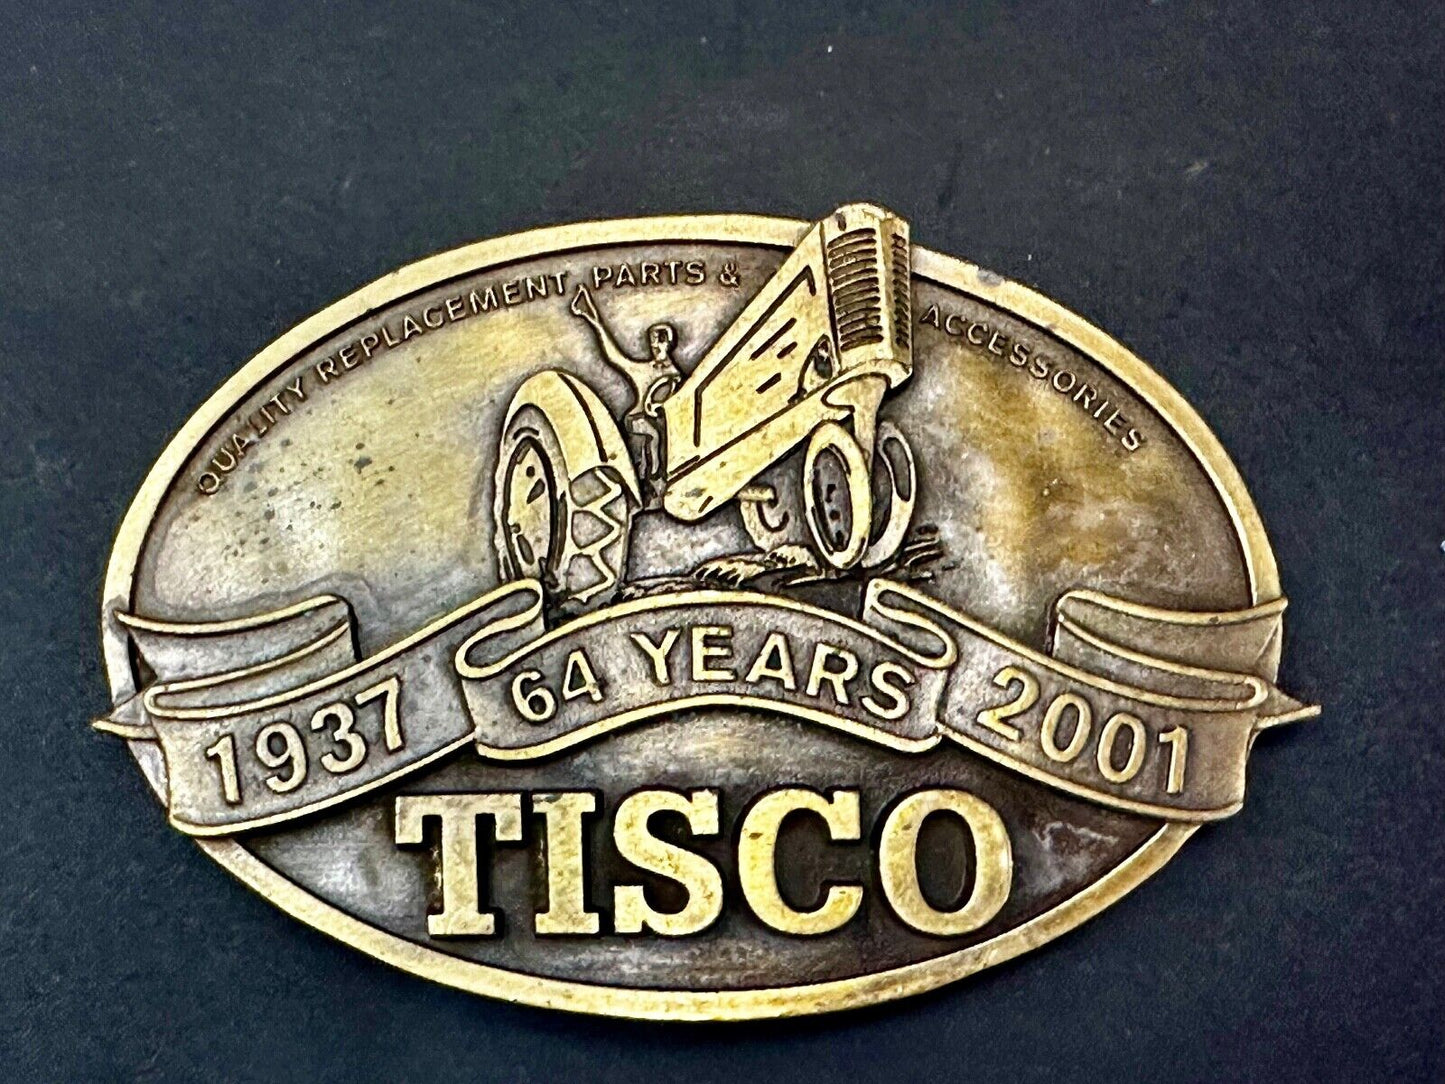 QUALITY REPLACEMENT PARTS & ACCESSORIES
1937 64 YEARS 2001
TISCO